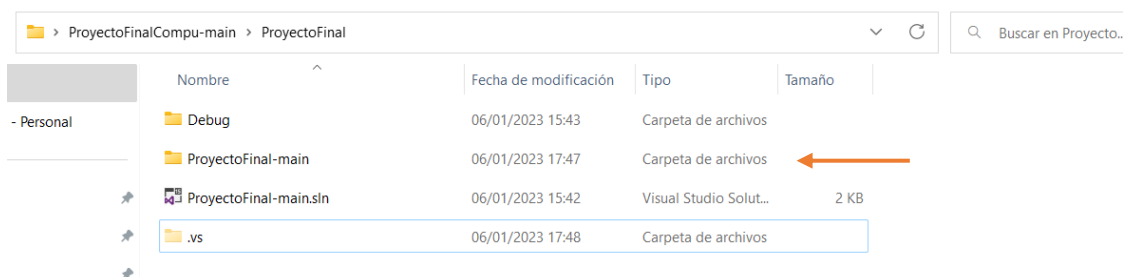 ProyectoFinalCompu-main > ProyectoFinal
Buscar en Proyecto...
Nombre Fecha de modificación Tipo Tamaño
- Personal
Debug 06/01/2023 15:43 Carpeta de archivos
ProyectoFinal-main 06/01/2023 17:47 Carpeta de archivos
ProyectoFinal-main.sln 06/01/2023 15:42 Visual Studio Solut... 2 KB
.vs 06/01/2023 17:48 Carpeta de archivos